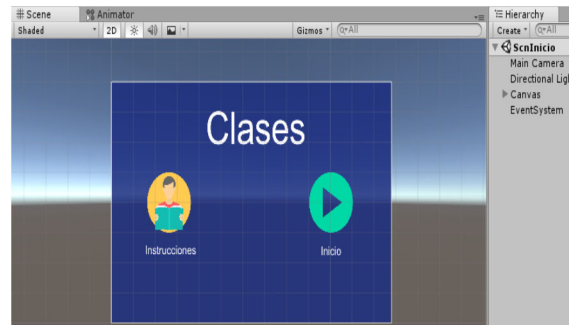 Scene Animator Hierarchy
Shaded 2D Gizmos All Create All
ScnInicio
Main Camera
Directional Ligh
Canvas
EventSystem
Clases
Instrucciones Inicio